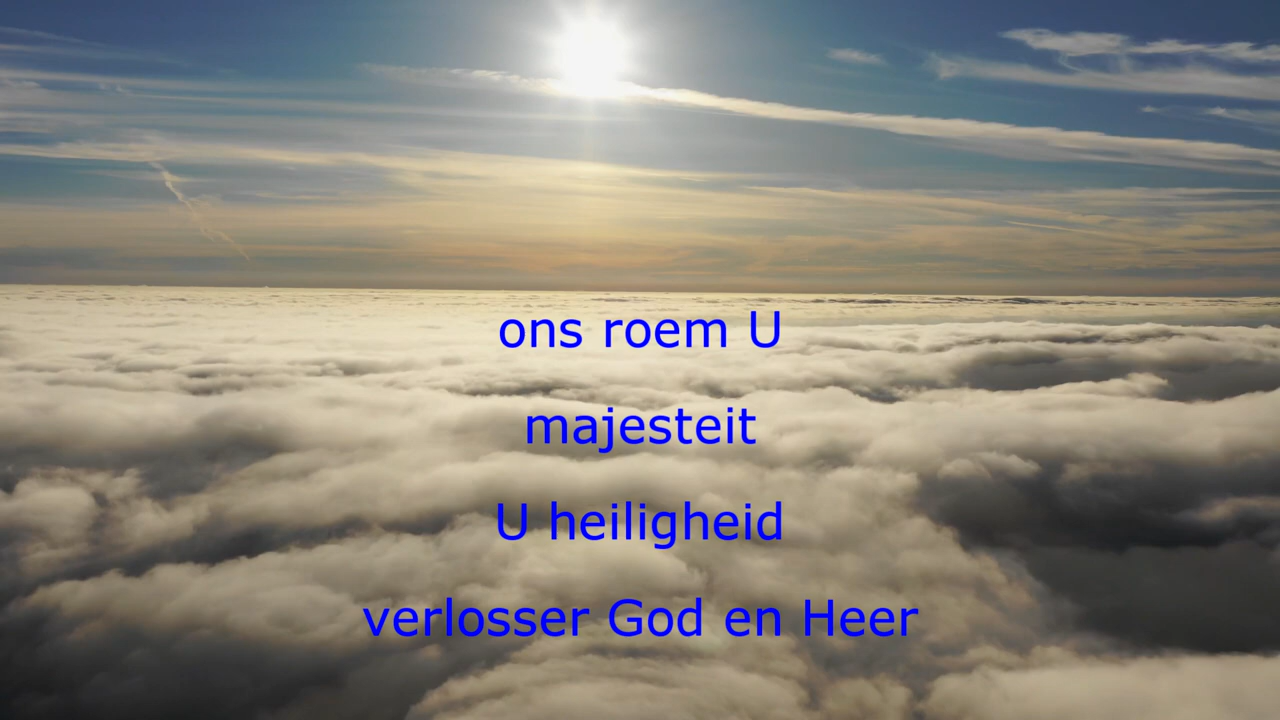 ons roem U
majesteit
U heiligheid
verlosser God en Heer